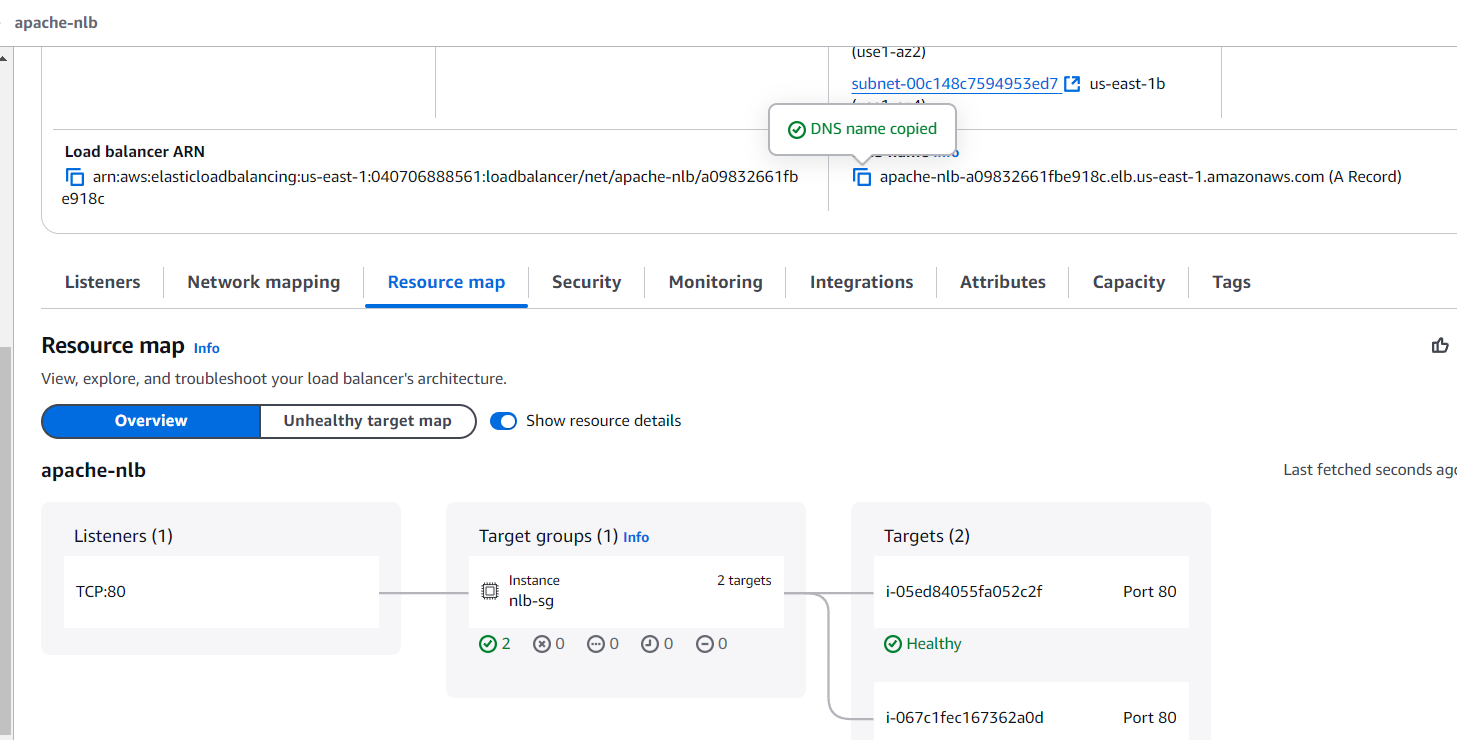 apache-nlb
(use1-az2)
subnet-00c148c7594953ed7 us-east-1b
DNS name copied
Load balancer ARN
Info
arn:aws:elasticloadbalancing:us-east-1:040706888561:loadbalancer/net/apache-nlb/a09832661fb
e918c
apache-nlb-a09832661fbe918c.elb.us-east-1.amazonaws.com (A Record)
Listeners
Network mapping
Resource map
Security
Monitoring
Integrations
Attributes
Capacity
Tags
Resource map Info
View, explore, and troubleshoot your load balancer's architecture.
Overview
Unhealthy target map
Show resource details
apache-nlb
Last fetched seconds ago
Listeners (1)
TCP:80
Target groups (1) Info
Instance
2 targets
nlb-sg
2 0 0 0 0
Targets (2)
i-05ed84055fa052c2f Port 80
Healthy
i-067c1fec167362a0d Port 80